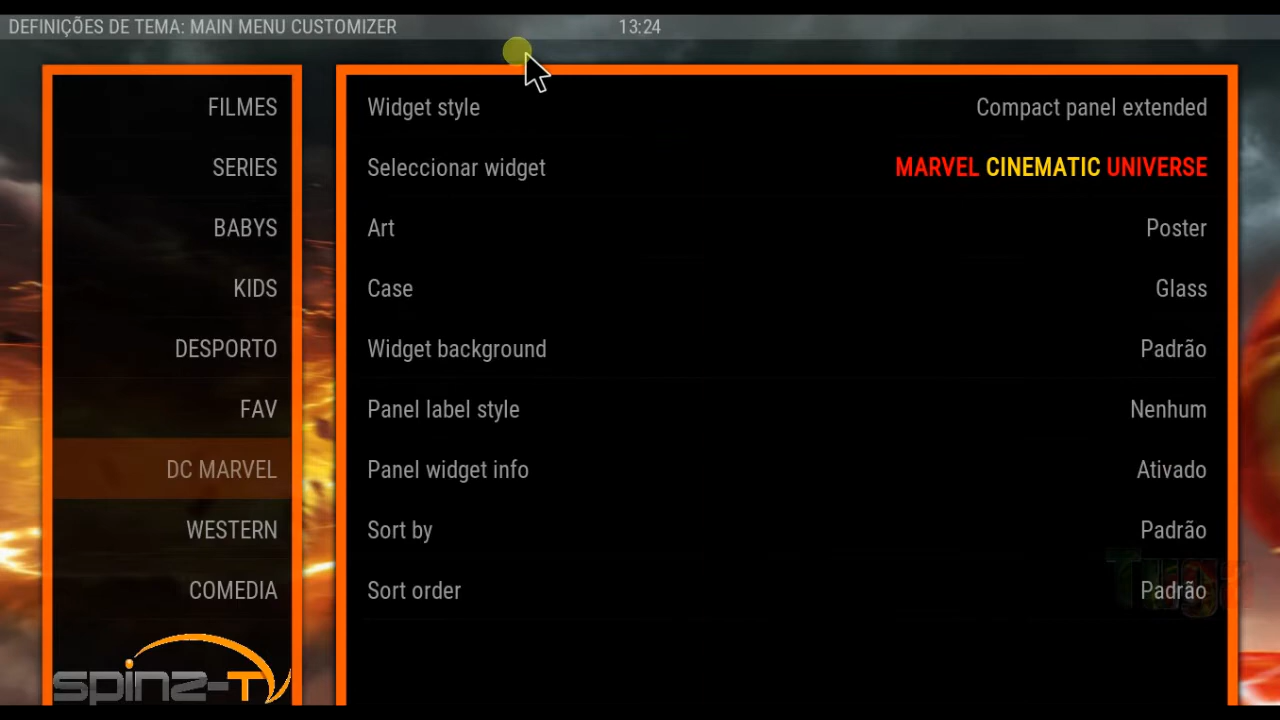 DEFINIÇÕES DE TEMA: MAIN MENU CUSTOMIZER 13:24
FILMES
SERIES
BABYS
KIDS
DESPORTO
FAV
DC MARVEL
WESTERN
COMEDIA
SPINZ-TV
Widget style Compact panel extended
Seleccionar widget MARVEL CINEMATIC UNIVERSE
Art Poster
Case Glass
Widget background Padrão
Panel label style Nenhum
Panel widget info Ativado
Sort by Padrão
Sort order Padrão